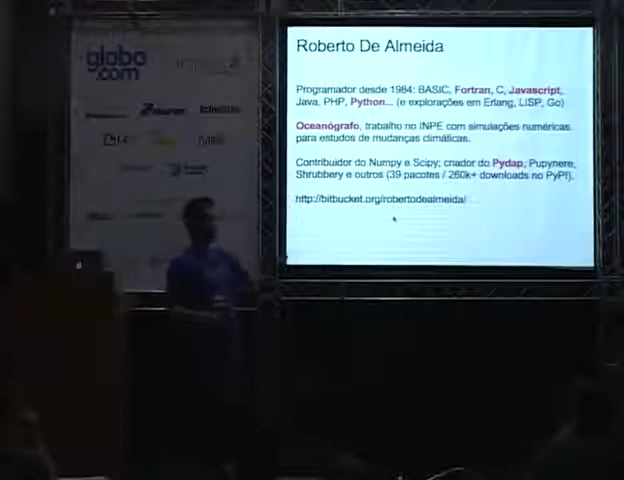 globo
.com
Roberto De Almeida
Programador desde 1984: BASIC, Fortran, C, Javascript,
Java, PHP, Python... (e explorações em Erlang, LISP, Go)
Oceanógrafo, trabalho no INPE com simulações numéricas
para estudos de mudanças climáticas.
Contribuidor do Numpy e Scipy; criador do Pydap, Pupynere,
Shrubbery e outros (39 pacotes / 260k+ downloads no PyPI).
http://bitbucket.org/robertodealmeida/